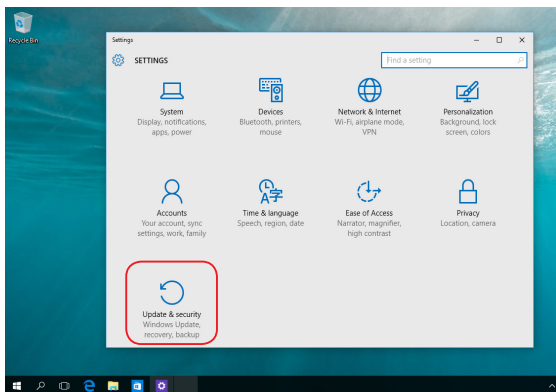 Recycle Bin
Settings
SETTINGS
Find a setting
System
Display, notifications,
apps, power
Devices
Bluetooth, printers,
mouse
Network & Internet
Wi-Fi, airplane mode,
VPN
Personalization
Background, lock
screen, colors
Accounts
Your account, sync
settings, work, family
Time & language
Speech, region, date
Ease of Access
Narrator, magnifier,
high contrast
Privacy
Location, camera
Update & security
Windows Update,
recovery, backup